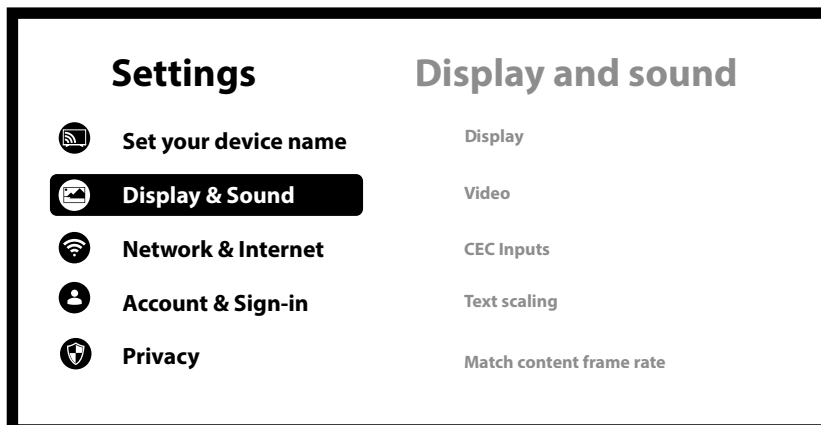 Settings
Set your device name
Display & Sound
Network & Internet
Account & Sign-in
Privacy
Display and sound
Display
Video
CEC Inputs
Text scaling
Match content frame rate